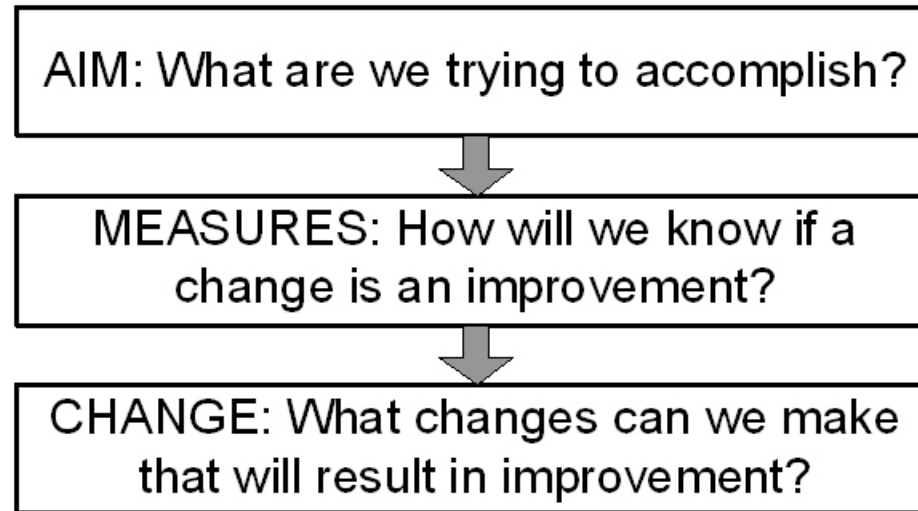 AIM: What are we trying to accomplish?
MEASURES: How will we know if a
change is an improvement?
CHANGE: What changes can we make
that will result in improvement?